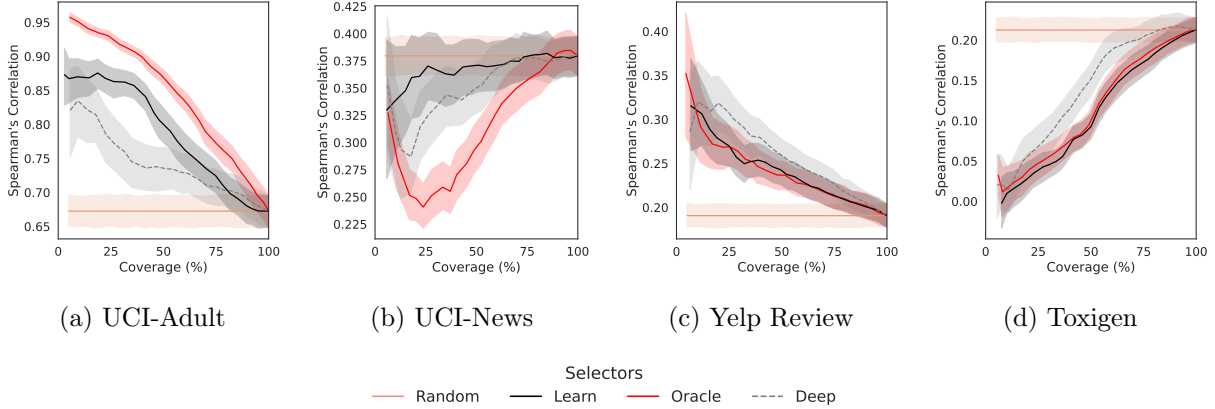 0.95
0.90
0.85
0.80
0.75
0.70
0.65
Spearman's Correlation
0 25 50 75 100
Coverage (%)
(a) UCI-Adult
0.425
0.400
0.375
0.350
0.325
0.300
0.275
0.250
0.225
Spearman's Correlation
0 25 50 75 100
Coverage (%)
(b) UCI-News
0.40
0.35
0.30
0.25
0.20
Spearman's Correlation
0 25 50 75 100
Coverage (%)
(c) Yelp Review
0.20
0.15
0.10
0.05
0.00
Spearman's Correlation
0 25 50 75 100
Coverage (%)
(d) Toxigen
Selectors
Random Learn Oracle Deep